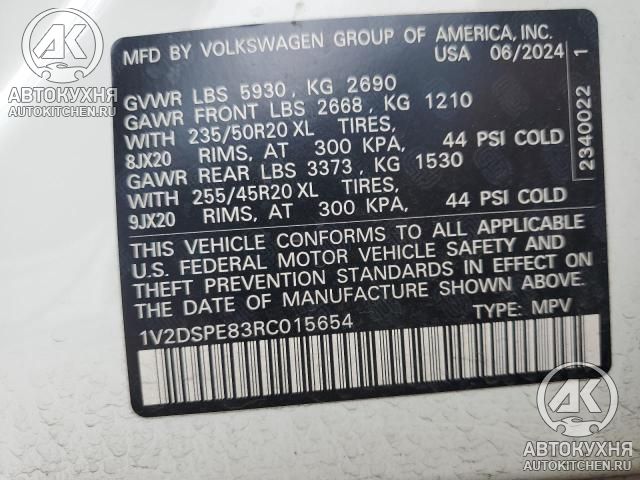 MFD BY VOLKSWAGEN GROUP OF AMERICA, INC.
USA 06/2024
GVWR LBS 5930, KG 2690
GAWR FRONT LBS 2668, KG 1210
WITH 235/50R20 XL TIRES,
8JX20 RIMS, AT 300 KPA, 44 PSI COLD
GAWR REAR LBS 3373, KG 1530
WITH 255/45R20 XL TIRES,
9JX20 RIMS, AT 300 KPA, 44 PSI COLD
THIS VEHICLE CONFORMS TO ALL APPLICABLE
U.S. FEDERAL MOTOR VEHICLE SAFETY AND
THEFT PREVENTION STANDARDS IN EFFECT ON
THE DATE OF MANUFACTURE SHOWN ABOVE.
1V2DSPE83RC015654 TYPE: MPV
2340022 1
АК
АВТОКУХНЯ
AUTOKITCHEN.RU
АК
АВТОКУХНЯ
AUTOKITCHEN.RU